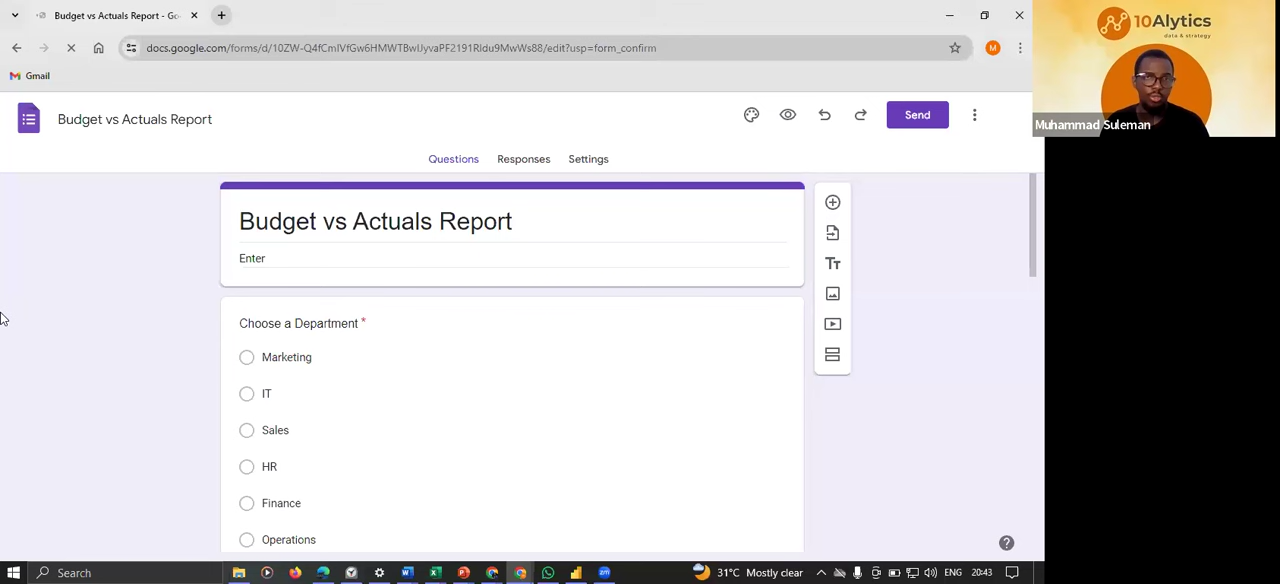 Budget vs Actuals Report - Go
docs.google.com/forms/d/10ZW-Q4fCmIVfGw6HMWTBwIJyvaPF2191Rldu9MwWs88/edit?usp=form_confirm
M
Gmail
10Alytics
data & strategy
Muhammad Suleman
Budget vs Actuals Report
Send
Questions
Responses
Settings
Budget vs Actuals Report
Enter
Choose a Department *
Marketing
IT
Sales
HR
Finance
Operations
Search
31°C Mostly clear
ENG
20:43